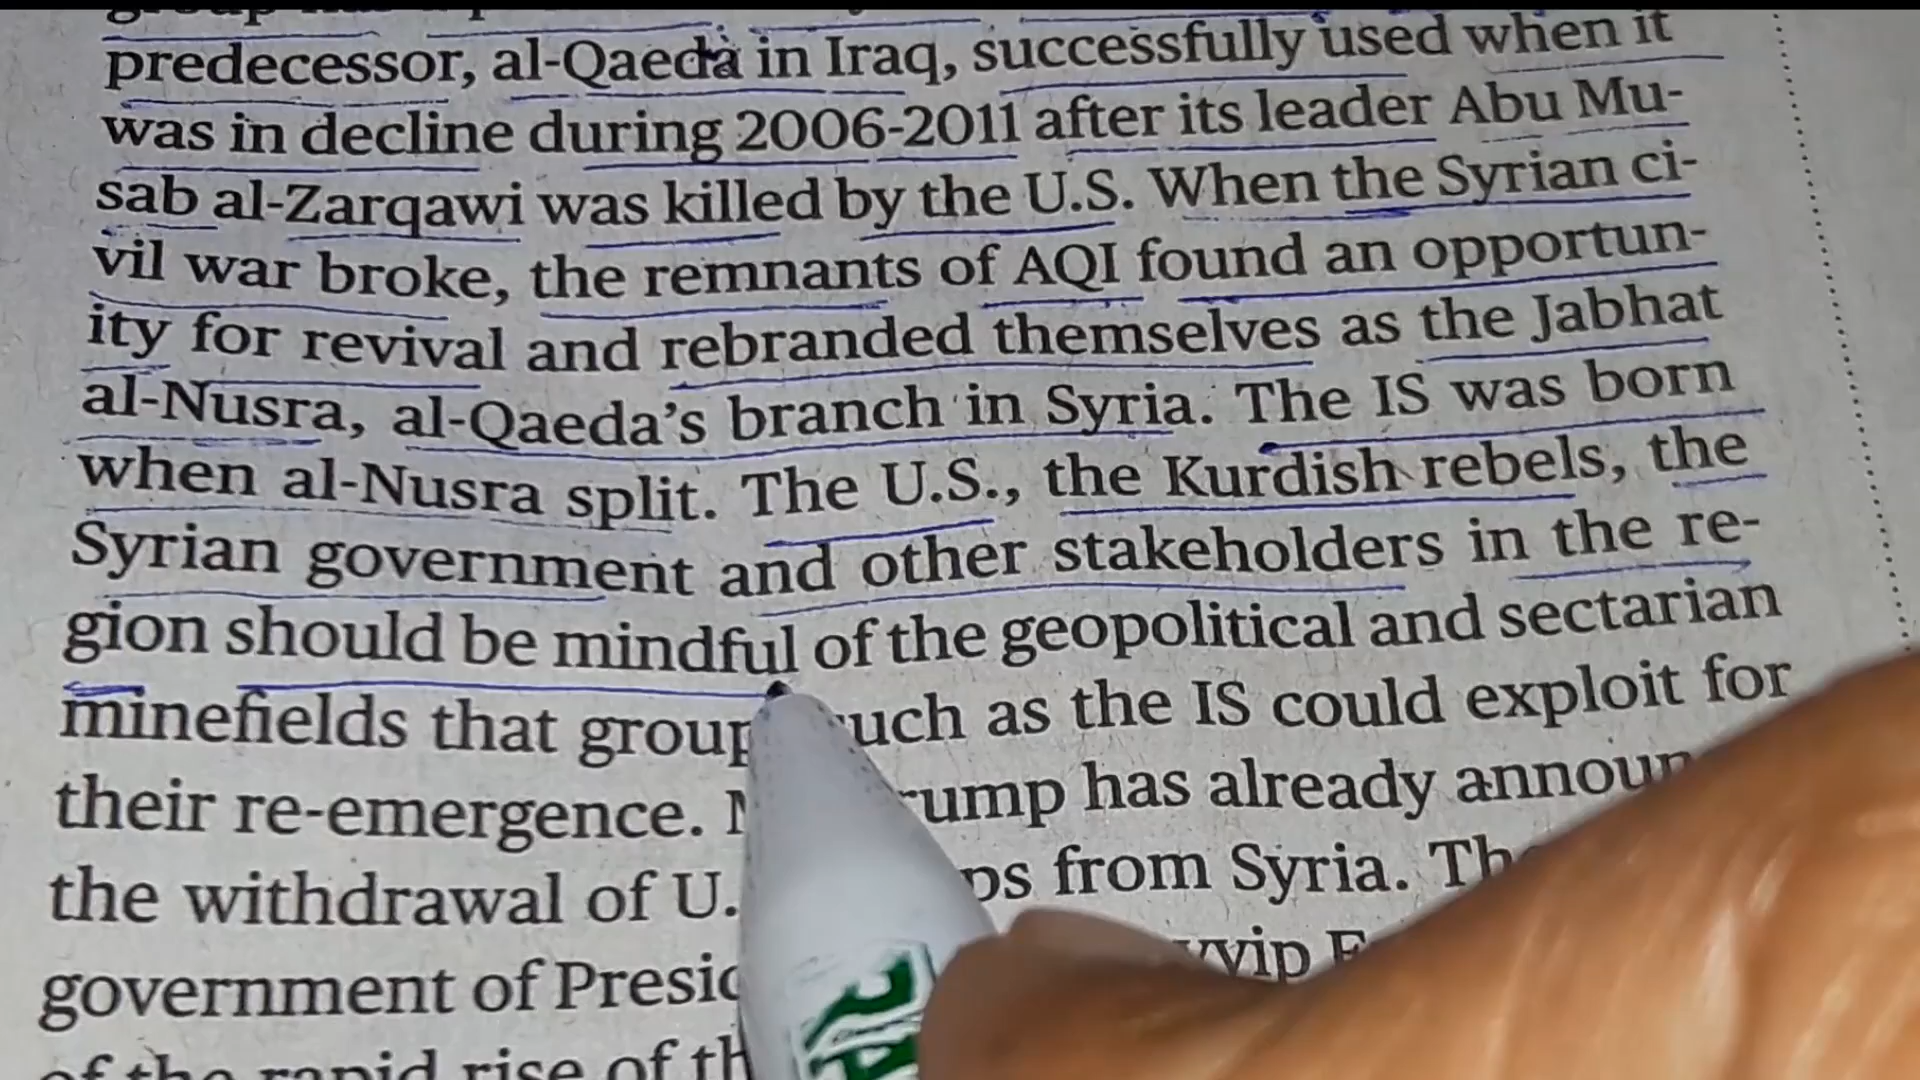 predecessor, al-Qaeda in Iraq, successfully used when it
was in decline during 2006-2011 after its leader Abu Mu-
sab al-Zarqawi was killed by the U.S. When the Syrian ci-
vil war broke, the remnants of AQI found an opportun-
ity for revival and rebranded themselves as the Jabhat
al-Nusra, al-Qaeda's branch in Syria. The IS was born
when al-Nusra split. The U.S., the Kurdish rebels, the
Syrian government and other stakeholders in the re-
gion should be mindful of the geopolitical and sectarian
minefields that as the IS could exploit for
their re-emergence. has already
the withdrawal of from Syria.
government of
of the rapid rise of